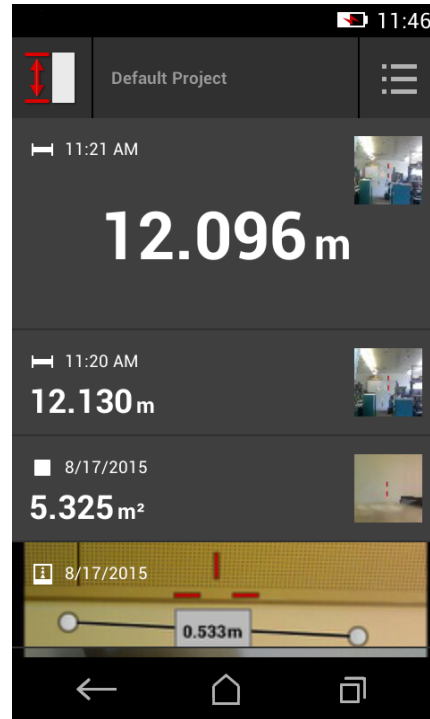 11:46
Default Project
11:21 AM
12.096 m
11:20 AM
12.130 m
8/17/2015
5.325 m²
8/17/2015
0.533m